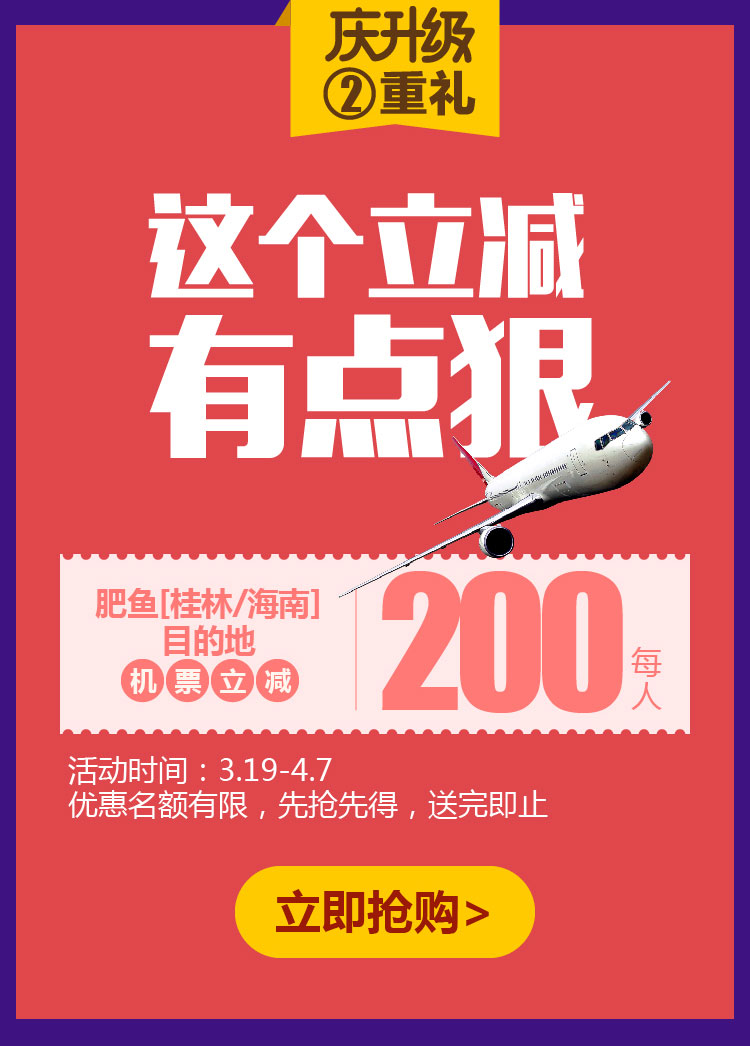 庆升级
②重礼
这个立减
有点狠
肥鱼[桂林/海南]
目的地
机票立减
200
每人
活动时间：3.19-4.7
优惠名额有限，先抢先得，送完即止
立即抢购>